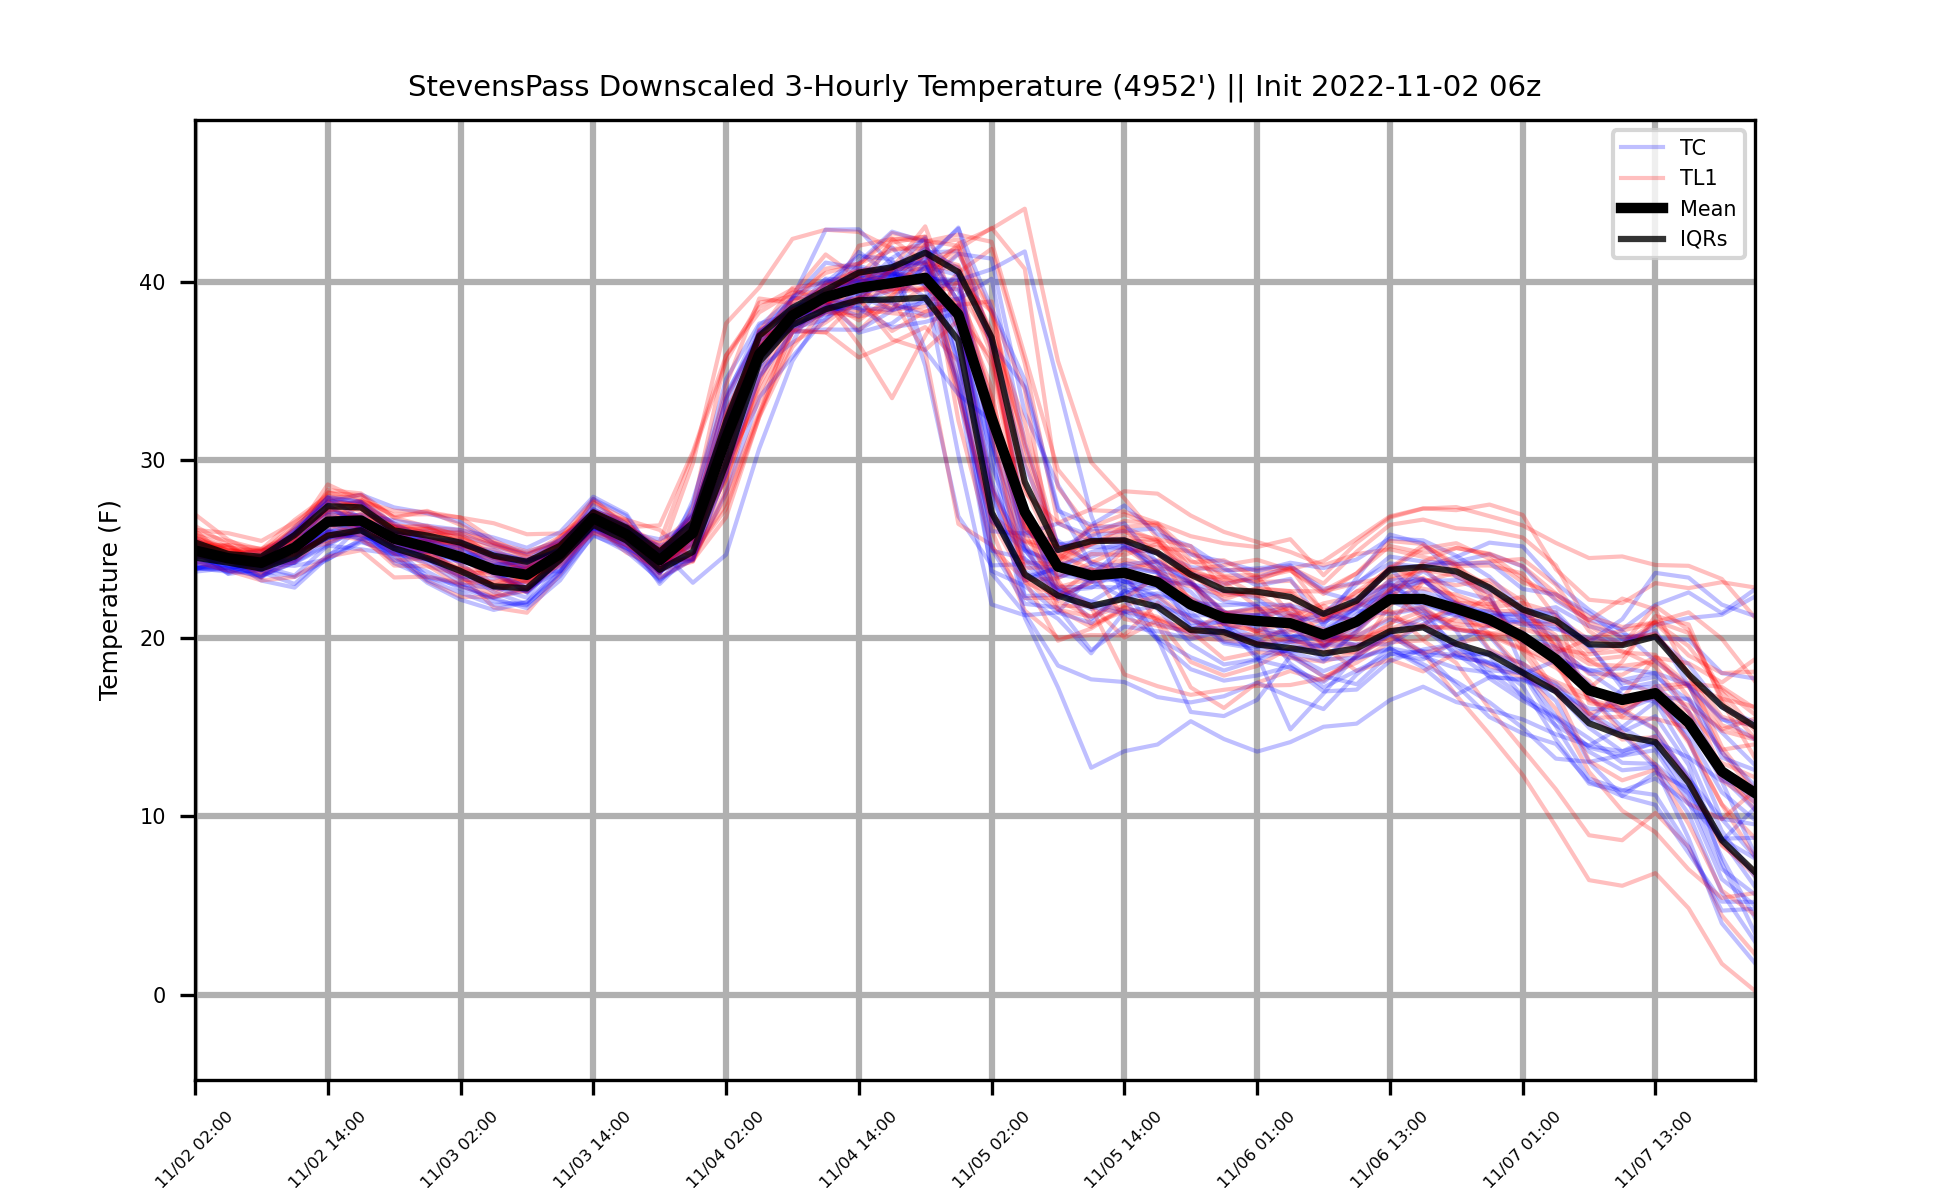 StevensPass Downscaled 3-Hourly Temperature (4952') || Init 2022-11-02 06z
TC
TL1
Mean
IQRs
Temperature (F)
40
30
20
10
0
11/02 02:00
11/02 14:00
11/03 02:00
11/03 14:00
11/04 02:00
11/04 14:00
11/05 02:00
11/05 14:00
11/06 01:00
11/06 13:00
11/07 01:00
11/07 13:00